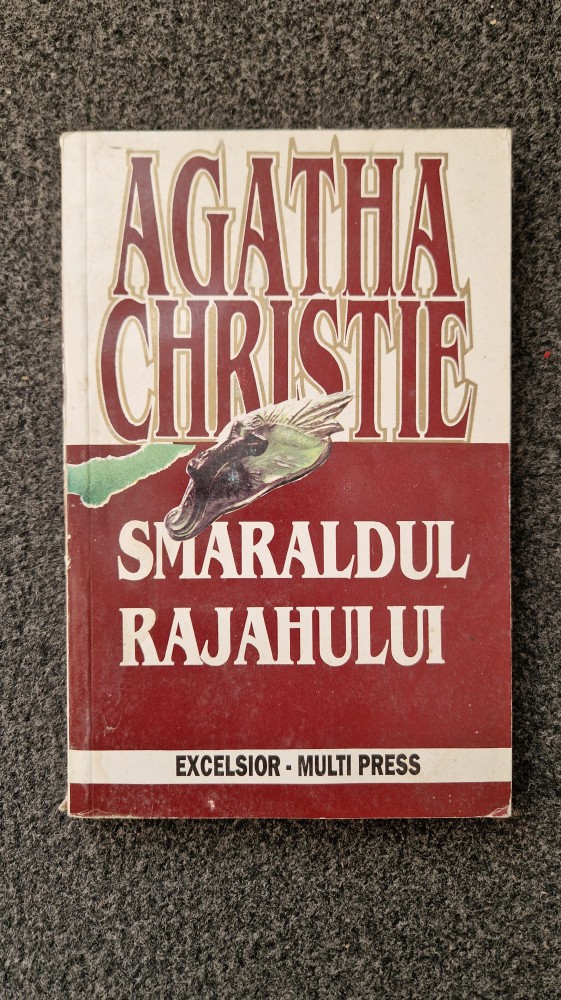 AGATHA
CHRISTIE
SMARALDUL
RAJAHULUI
EXCELSIOR - MULTI PRESS